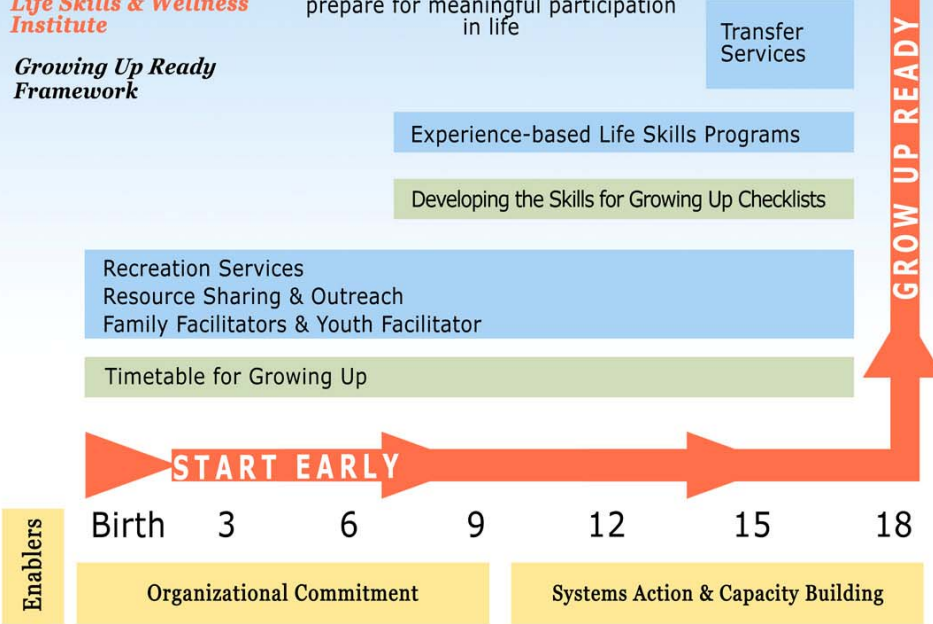 Life Skills & Wellness
Institute
Growing Up Ready
Framework
prepare for meaningful participation
in life
Transfer
Services
Experience-based Life Skills Programs
Developing the Skills for Growing Up Checklists
Recreation Services
Resource Sharing & Outreach
Family Facilitators & Youth Facilitator
Timetable for Growing Up
GROW UP READY
START EARLY
Birth 3 6 9 12 15 18
Enablers
Organizational Commitment
Systems Action & Capacity Building